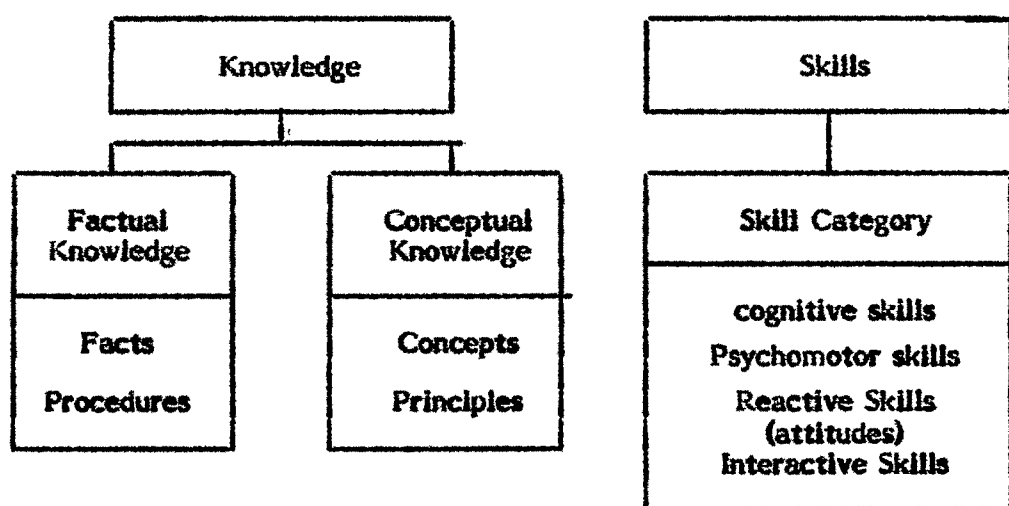 Knowledge
Skills
Factual
Knowledge
Conceptual
Knowledge
Skill Category
Facts
Procedures
Concepts
Principles
cognitive skills
Psychomotor skills
Reactive Skills
(attitudes)
Interactive Skills